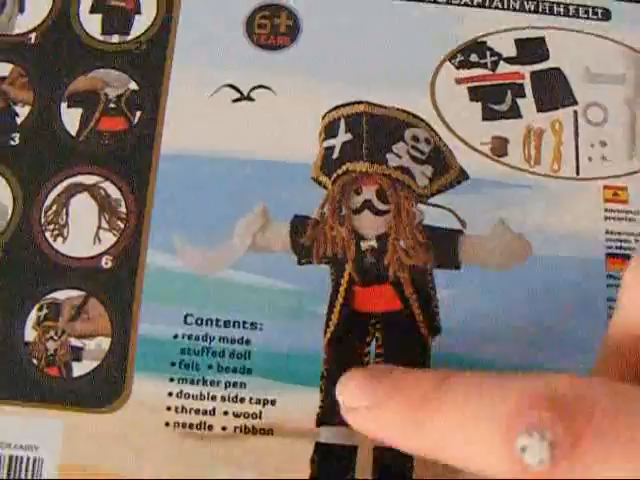 CAPTAIN WITH FELT
6+
YEARS
3
6
Contents:
• ready made
stuffed doll
• felt • beads
• marker pen
• double side tape
• thread • wool
• needle • ribbon